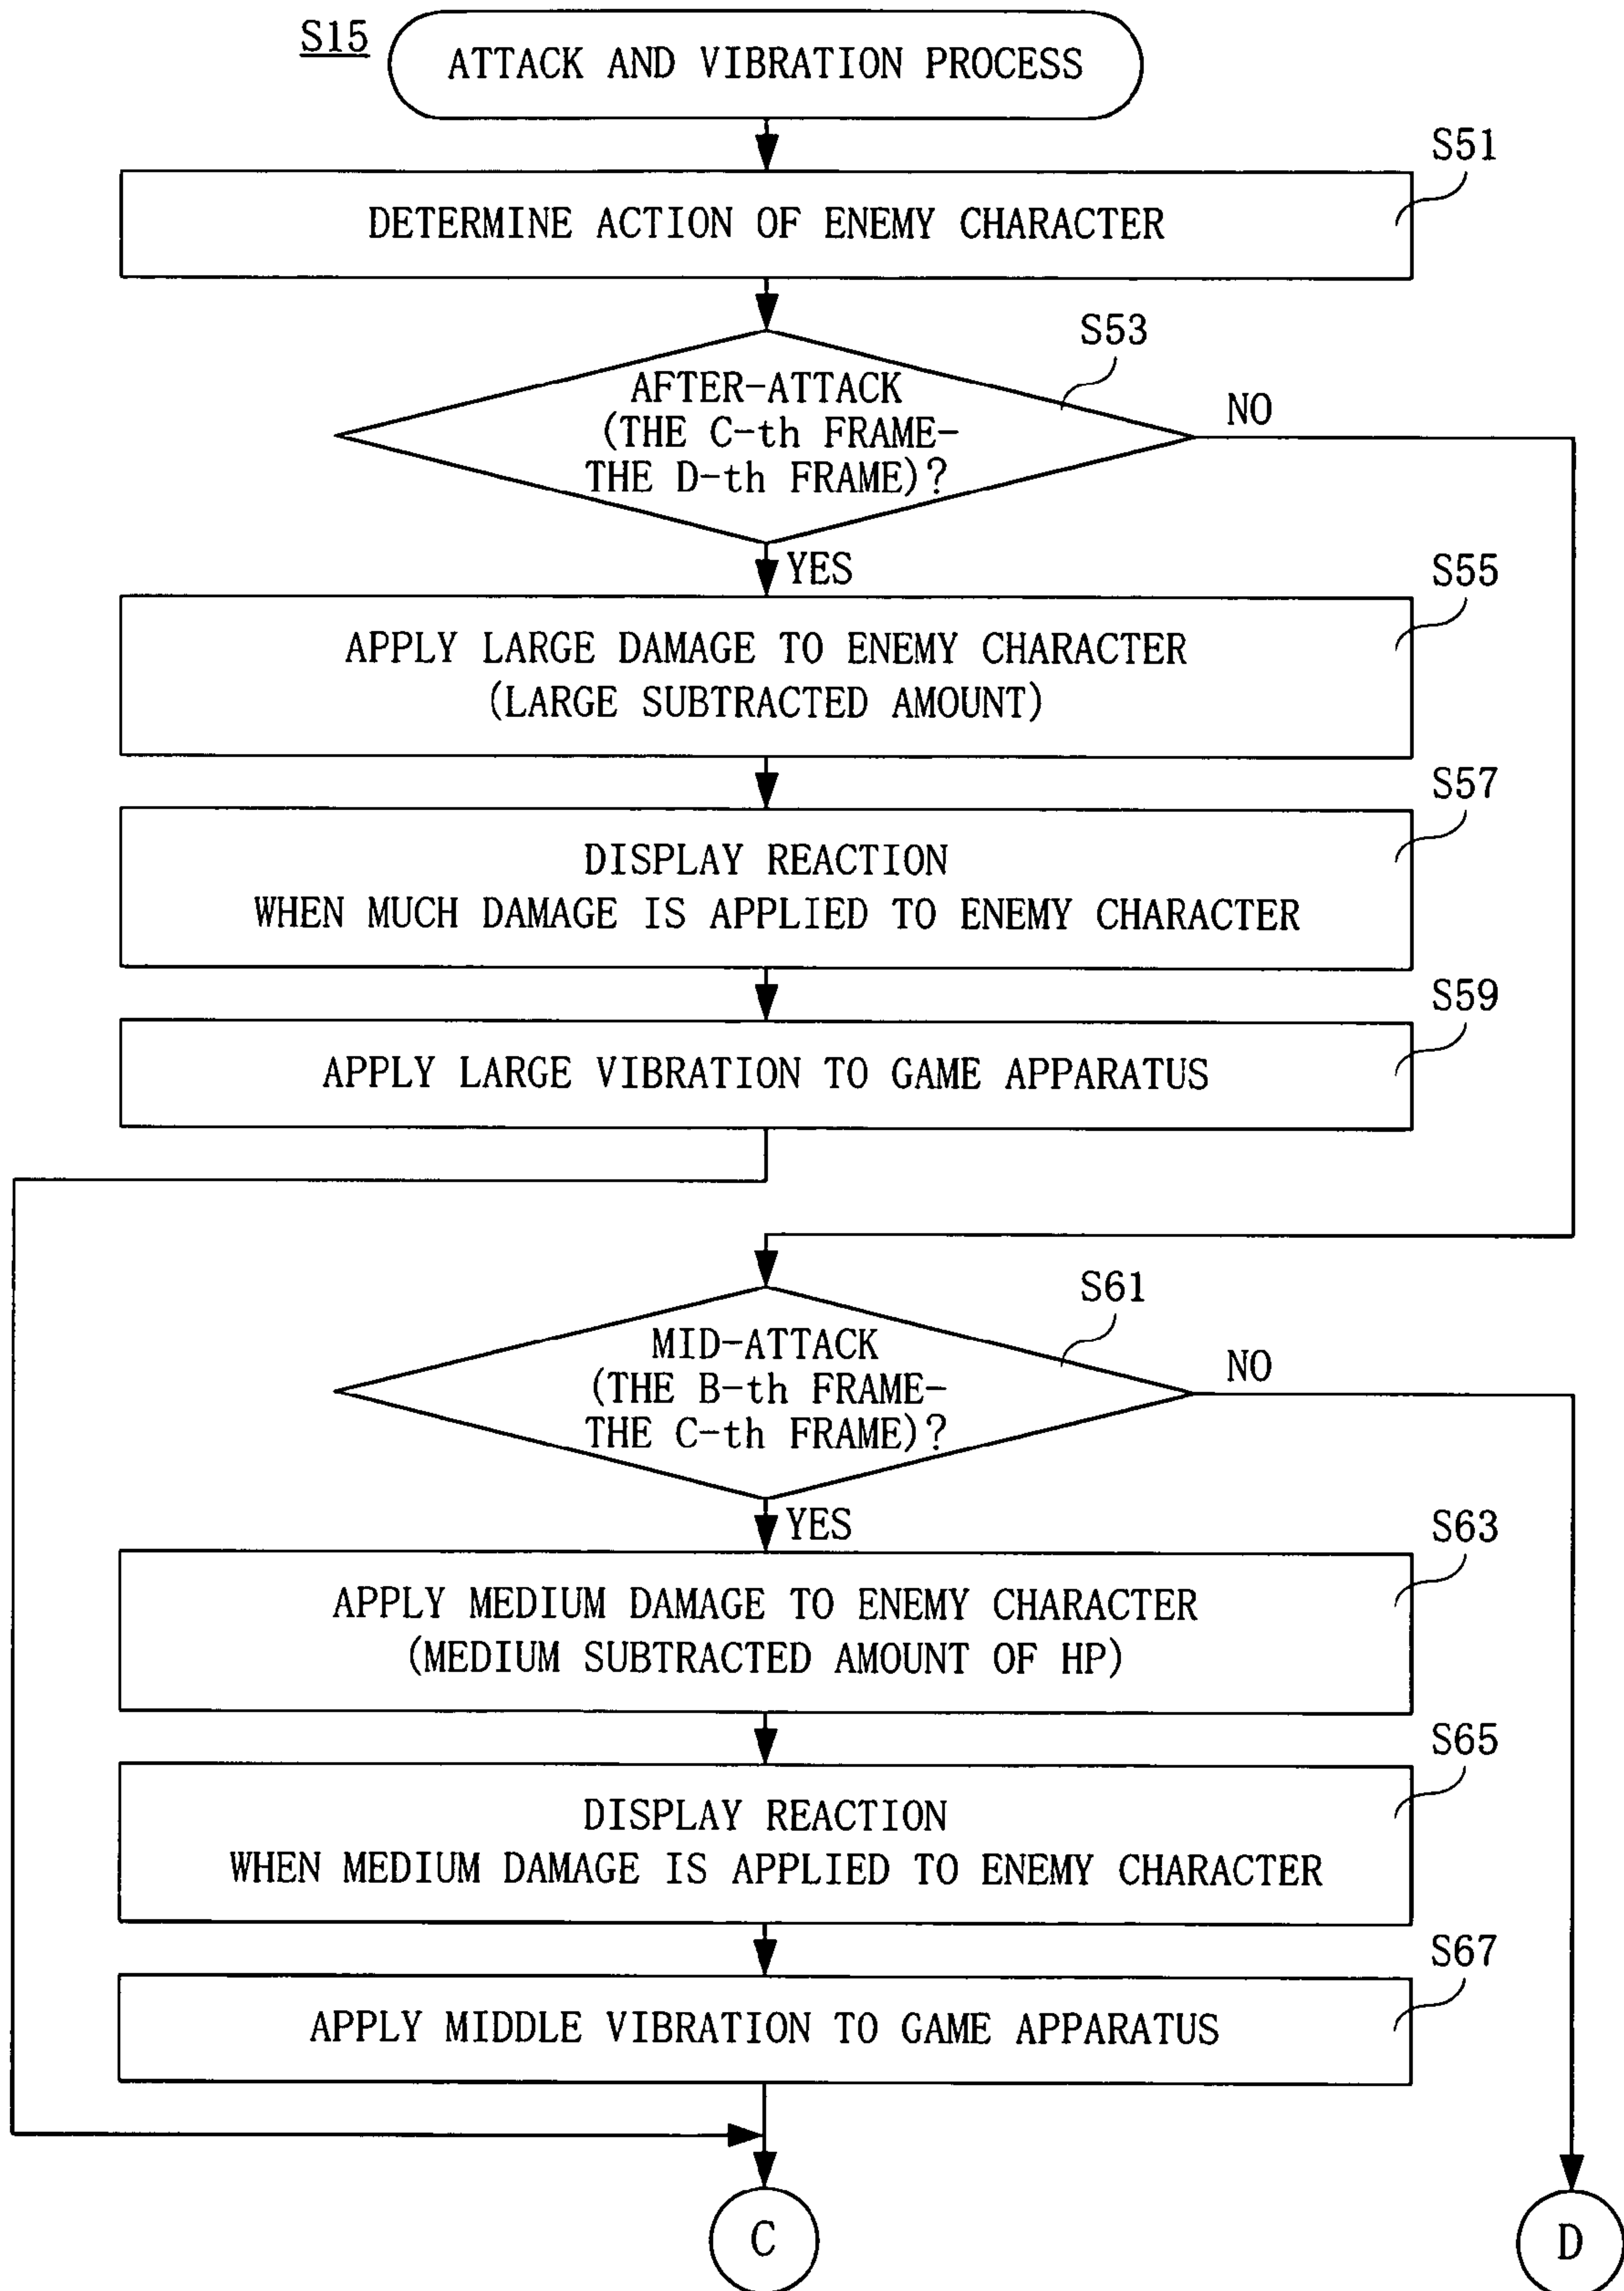 S15
ATTACK AND VIBRATION PROCESS
S51
DETERMINE ACTION OF ENEMY CHARACTER
S53
AFTER-ATTACK
(THE C-th FRAME-
THE D-th FRAME)?
NO
YES
S55
APPLY LARGE DAMAGE TO ENEMY CHARACTER
(LARGE SUBTRACTED AMOUNT)
S57
DISPLAY REACTION
WHEN MUCH DAMAGE IS APPLIED TO ENEMY CHARACTER
S59
APPLY LARGE VIBRATION TO GAME APPARATUS
S61
MID-ATTACK
(THE B-th FRAME-
THE C-th FRAME)?
NO
YES
S63
APPLY MEDIUM DAMAGE TO ENEMY CHARACTER
(MEDIUM SUBTRACTED AMOUNT OF HP)
S65
DISPLAY REACTION
WHEN MEDIUM DAMAGE IS APPLIED TO ENEMY CHARACTER
S67
APPLY MIDDLE VIBRATION TO GAME APPARATUS
C
D